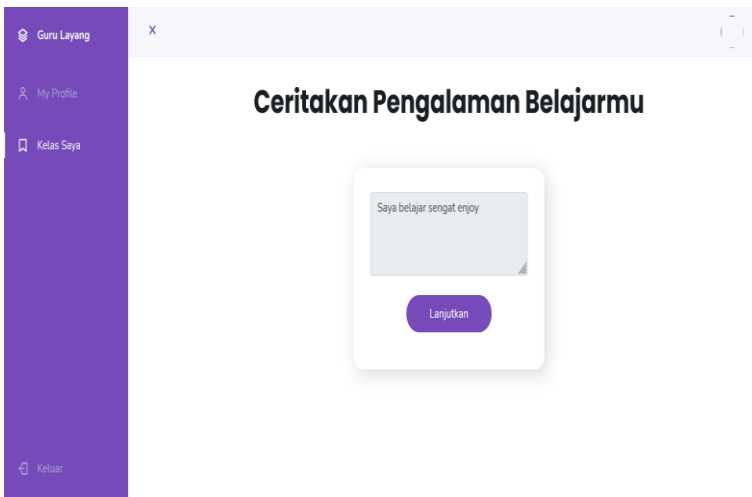 Guru Layang
X
My Profile
Kelas Saya
Keluar
Ceritakan Pengalaman Belajarmu
Saya belajar sengat enjoy
Lanjutkan